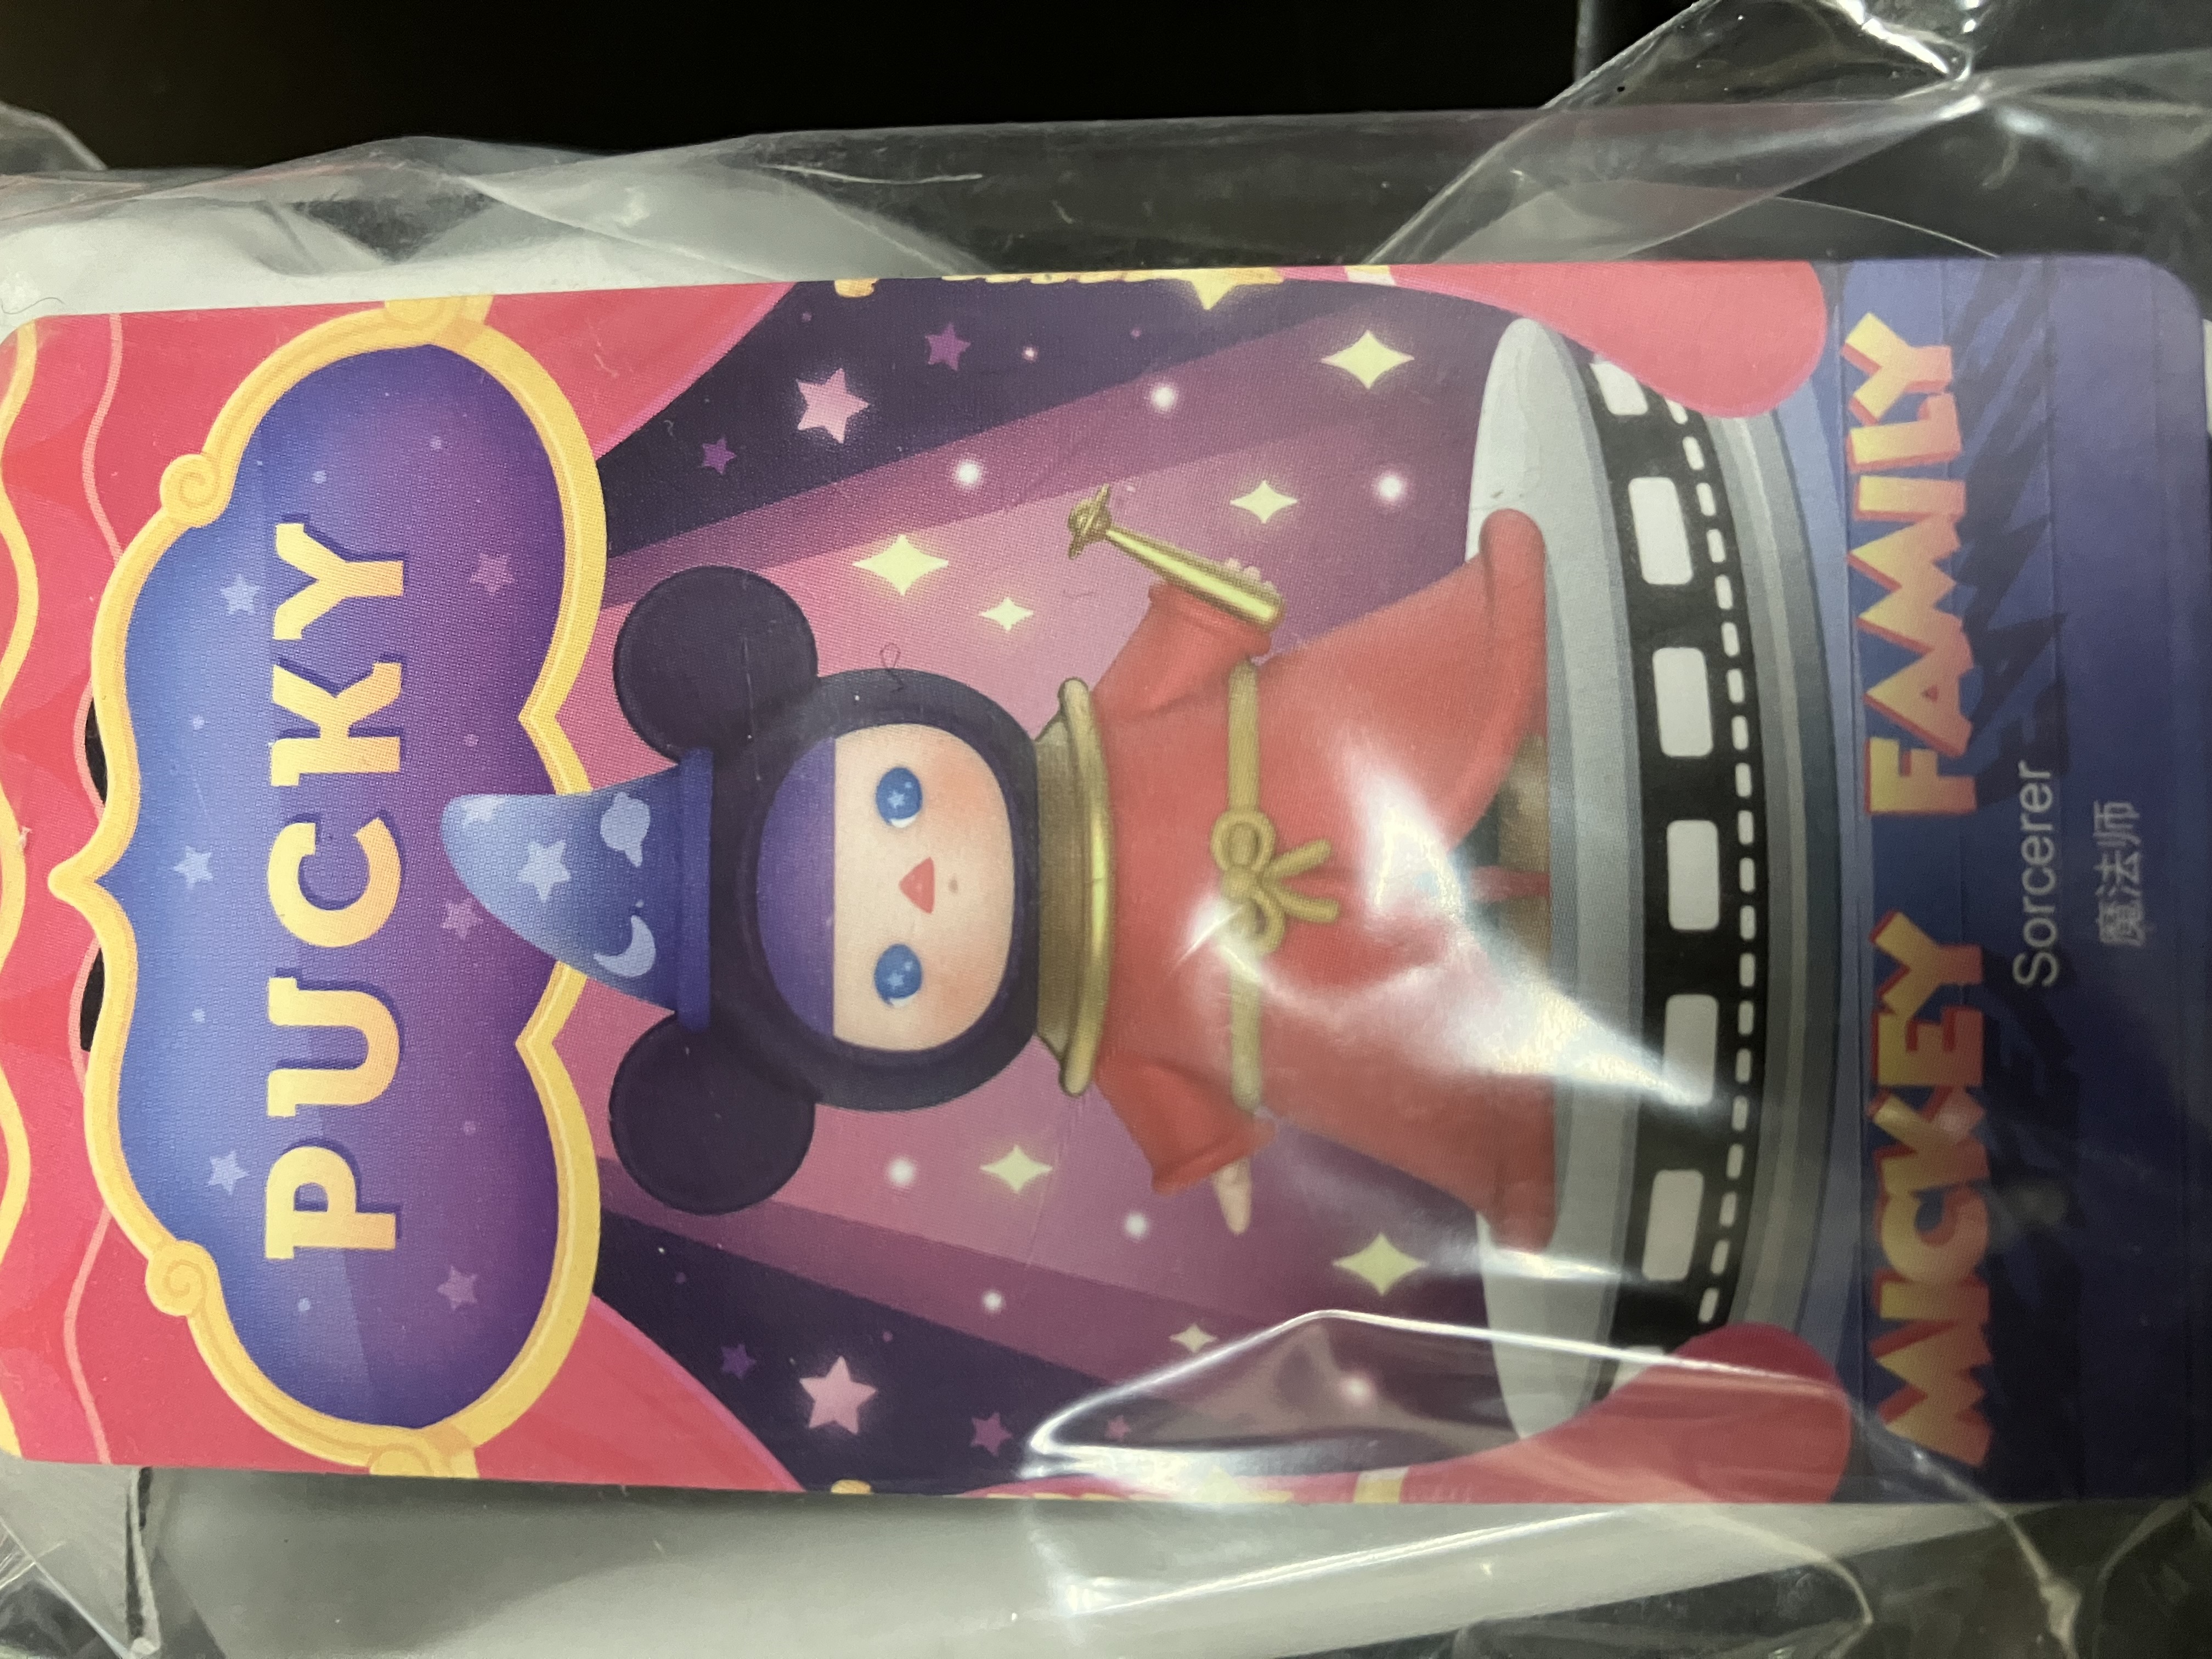 PUCKY
MICKEY FAMILY
Sorcerer
魔法师